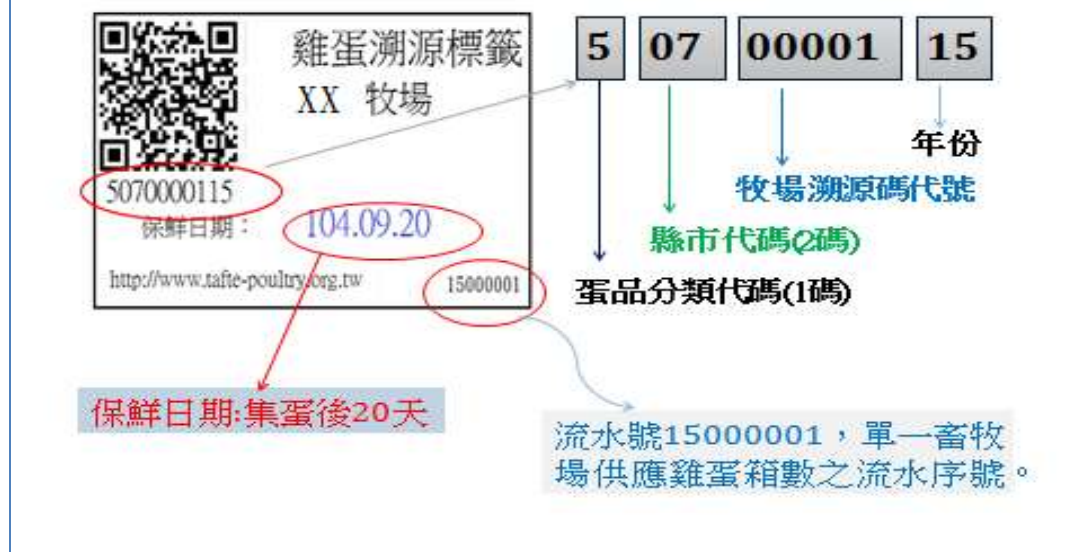 雞蛋溯源標籤
XX 牧場
5070000115
保鮮日期：
104.09.20
http://www.tafte-poultry.org.tw
15000001
5 07 00001 15
年份
牧場溯源碼代號
縣市代碼(2碼)
蛋品分類代碼(1碼)
保鮮日期:集蛋後20天
流水號15000001，單一畜牧
場供應雞蛋箱數之流水序號。